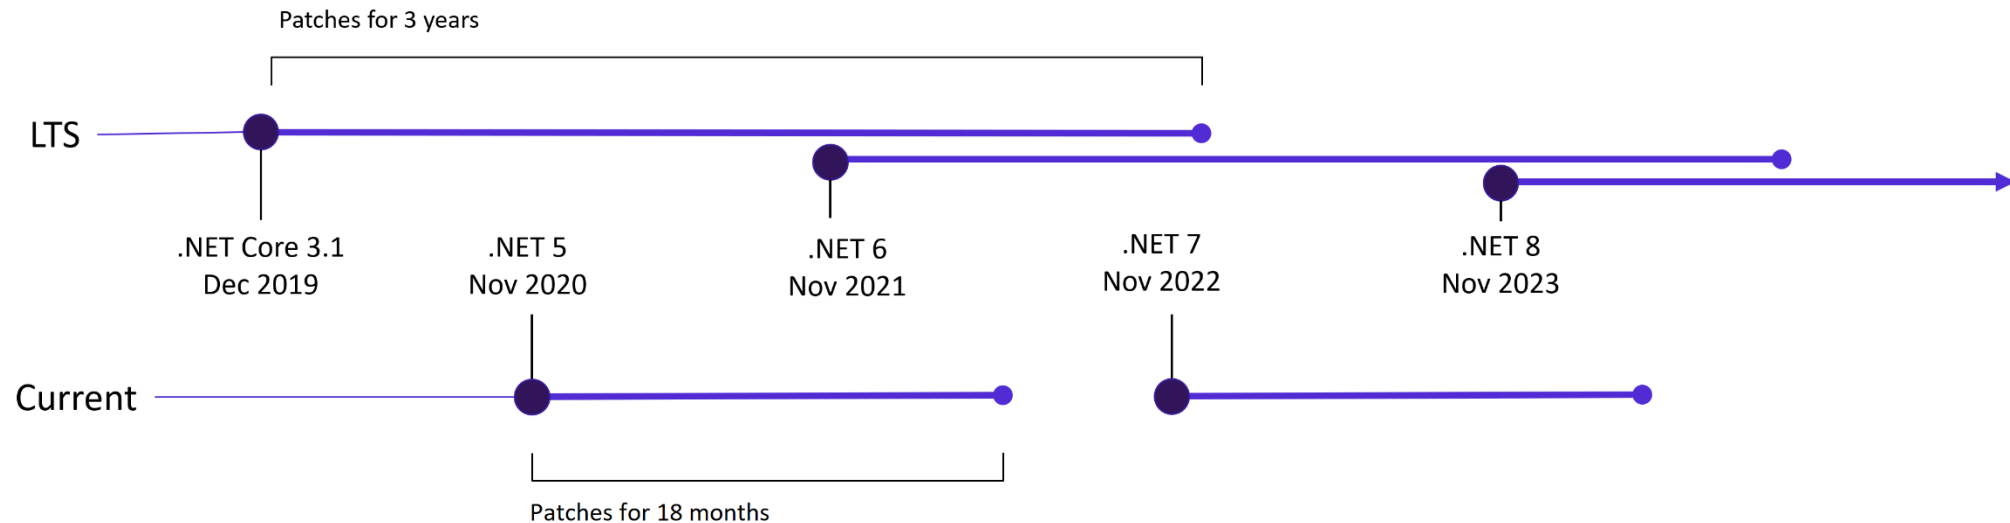 Patches for 3 years
LTS
.NET Core 3.1
Dec 2019
.NET 5
Nov 2020
.NET 6
Nov 2021
.NET 7
Nov 2022
.NET 8
Nov 2023
Current
Patches for 18 months